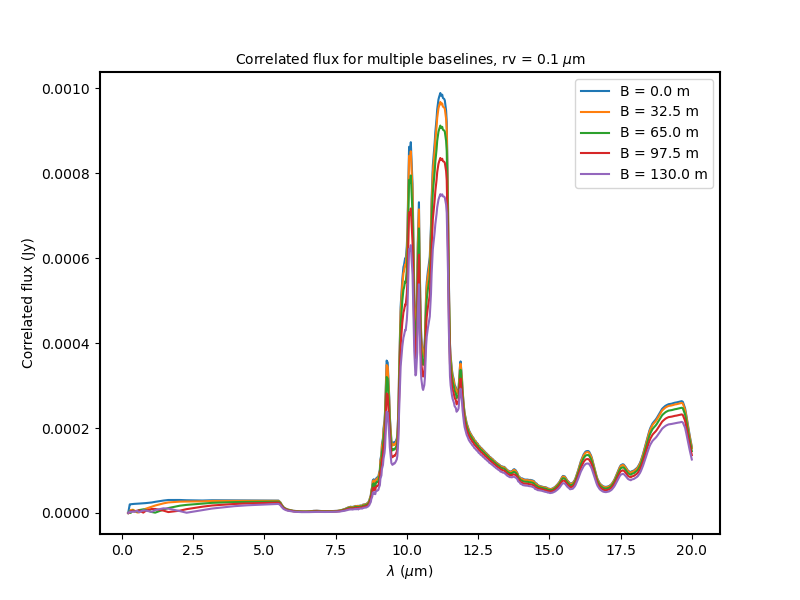 Correlated flux for multiple baselines, rv = 0.1 μm
0.0010
0.0008
0.0006
0.0004
0.0002
0.0000
Correlated flux (Jy)
B = 0.0 m
B = 32.5 m
B = 65.0 m
B = 97.5 m
B = 130.0 m
0.0 2.5 5.0 7.5 10.0 12.5 15.0 17.5 20.0
λ (μm)